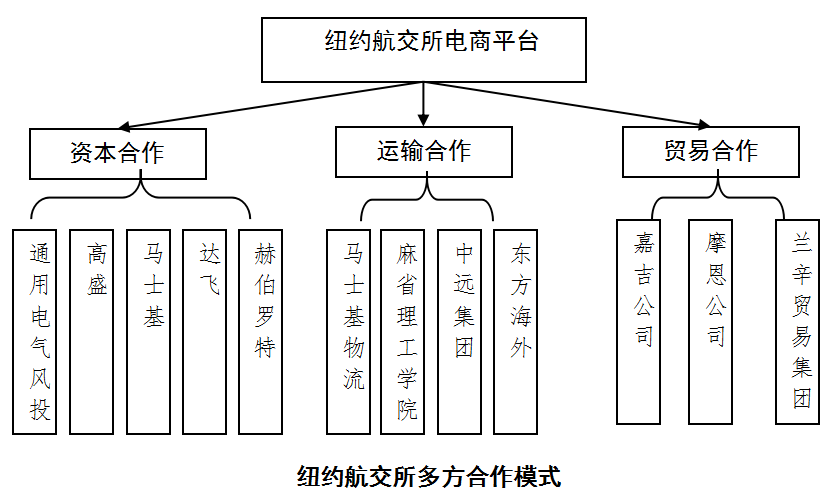 纽约航交所电商平台
资本合作
运输合作
贸易合作
通用电气风投
高盛
马士基
达飞
赫伯罗特
马士基物流
麻省理工学院
中远集团
东方海外
嘉吉公司
摩恩公司
兰辛贸易集团
纽约航交所多方合作模式